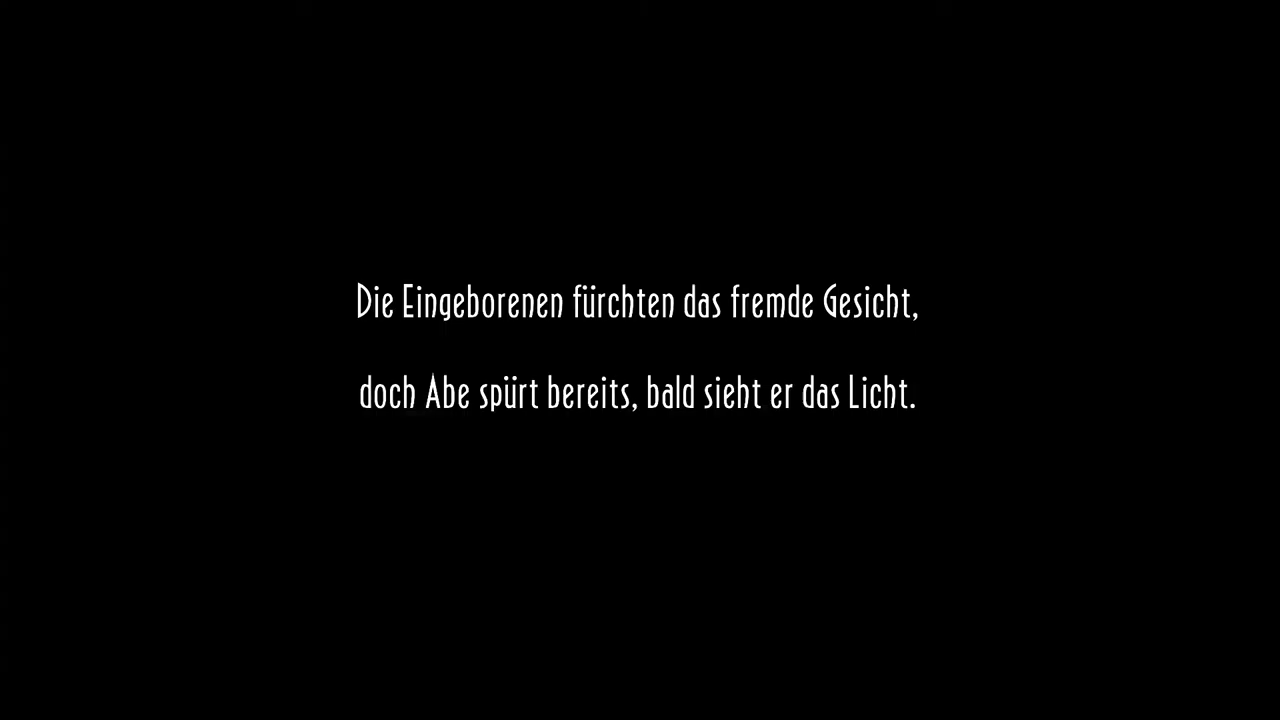 Die Eingeborenen fürchten das fremde Gesicht,
doch Abe spürt bereits, bald sieht er das Licht.